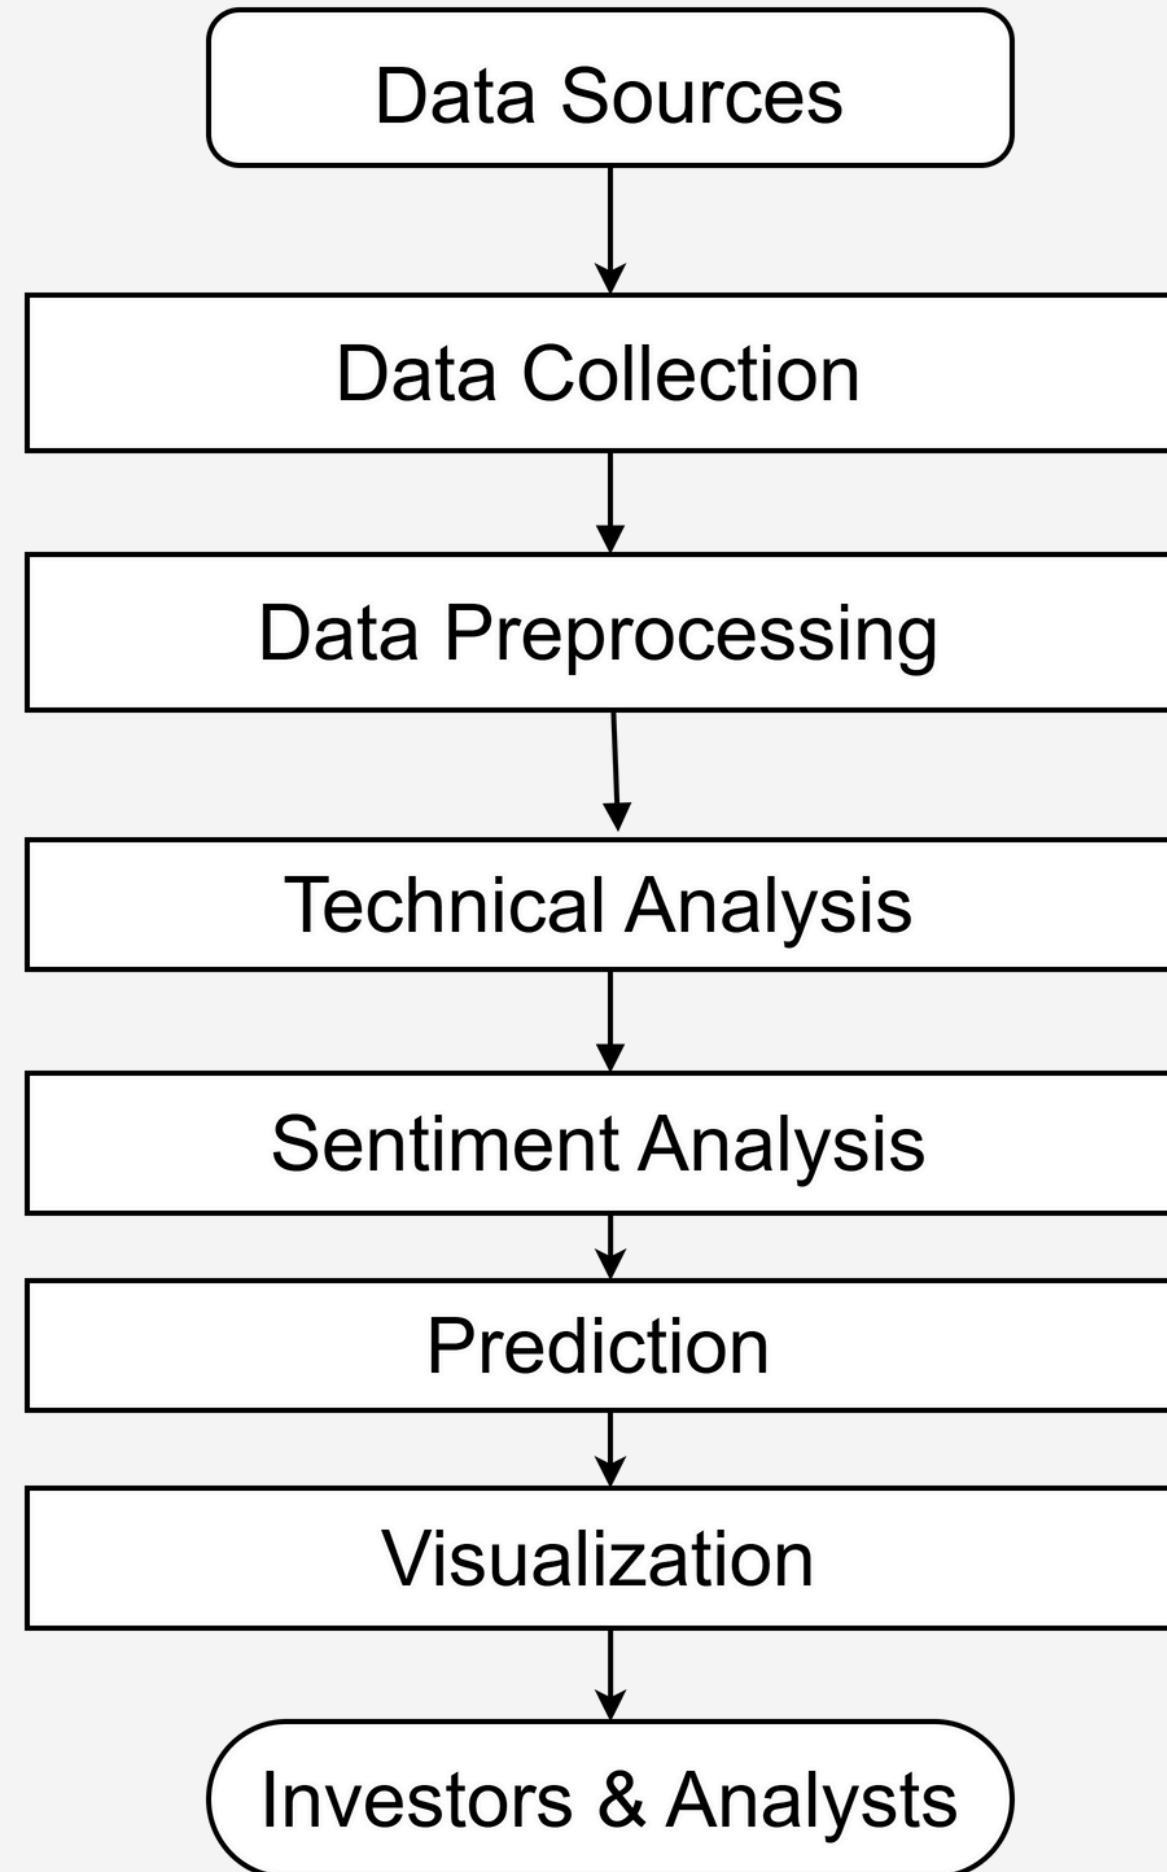 Data Sources
Data Collection
Data Preprocessing
Technical Analysis
Sentiment Analysis
Prediction
Visualization
Investors & Analysts